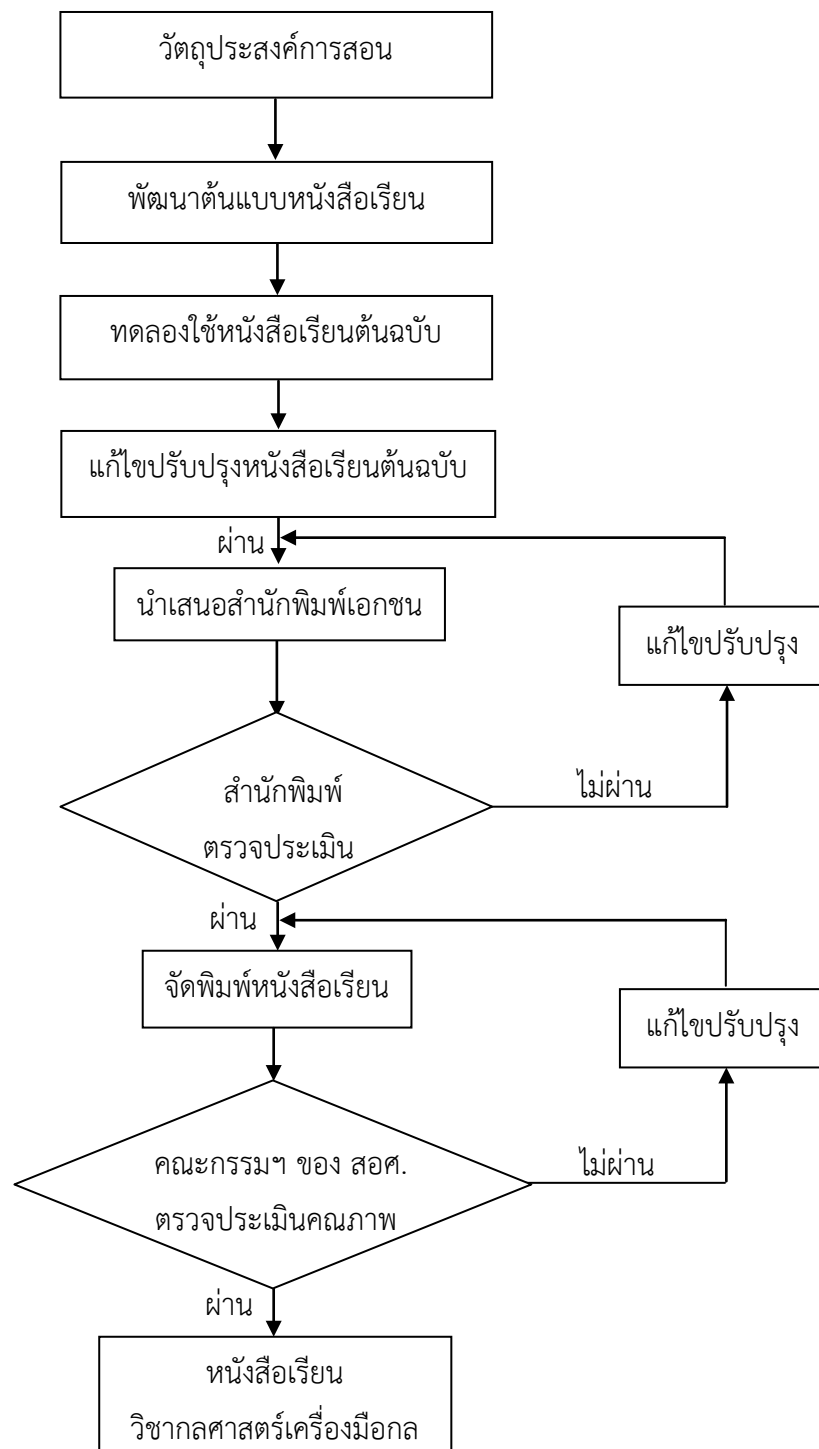 วัตถุประสงค์การสอน
พัฒนาต้นแบบหนังสือเรียน
ทดลองใช้หนังสือเรียนต้นฉบับ
แก้ไขปรับปรุงหนังสือเรียนต้นฉบับ
ผ่าน
นำเสนอสำนักพิมพ์เอกชน
แก้ไขปรับปรุง
สำนักพิมพ์
ตรวจประเมิน
ไม่ผ่าน
ผ่าน
จัดพิมพ์หนังสือเรียน
แก้ไขปรับปรุง
คณะกรรมฯ ของ สอศ.
ตรวจประเมินคุณภาพ
ไม่ผ่าน
ผ่าน
หนังสือเรียน
วิชากลศาสตร์เครื่องมือกล